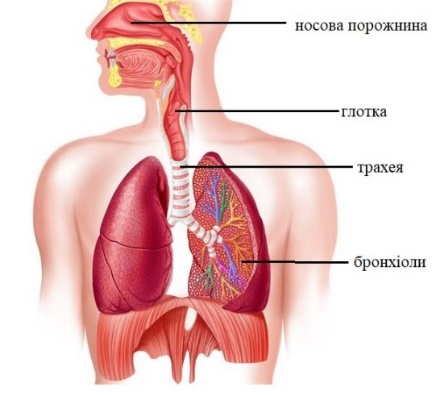 носова порожнина
глотка
трахея
бронхіоли